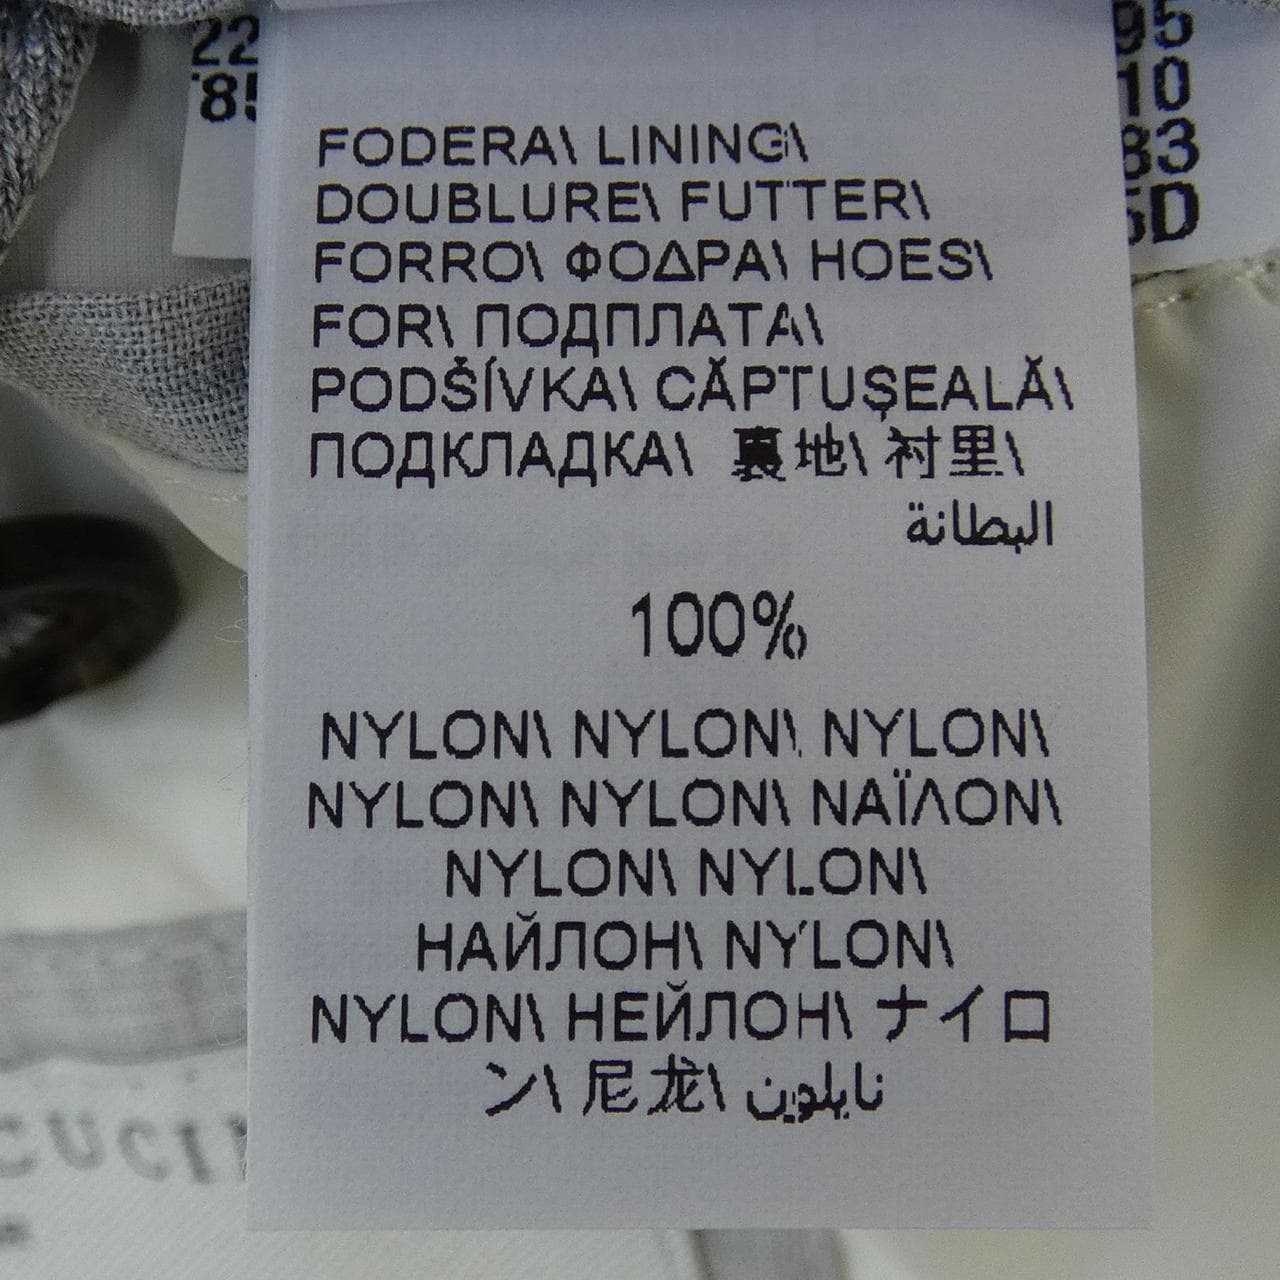 FODERA\ LINING\
DOUBLURE\ FUTTER\
FORRO\ ΦΟΔΡΑ\ HOES\
FOR\ ПОДПЛАТА\
PODŠÍVKA\ CĂPTUŞEALĂ\
ПОДКЛАДКА\ 裏地\ 衬里\
البطانة
100%
NYLON\ NYLON\ NYLON\
NYLON\ NYLON\ ΝΑΪΛΟΝ\
NYLON\ NYLON\
НАЙЛОН\ NYLON\
NYLON\ НЕЙЛОН\ ナイロ
ン\ 尼龙\ نايلون